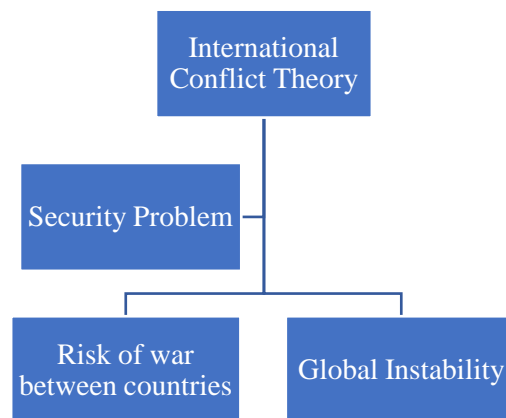 International
Conflict Theory
Security Problem
Risk of war
between countries
Global Instability